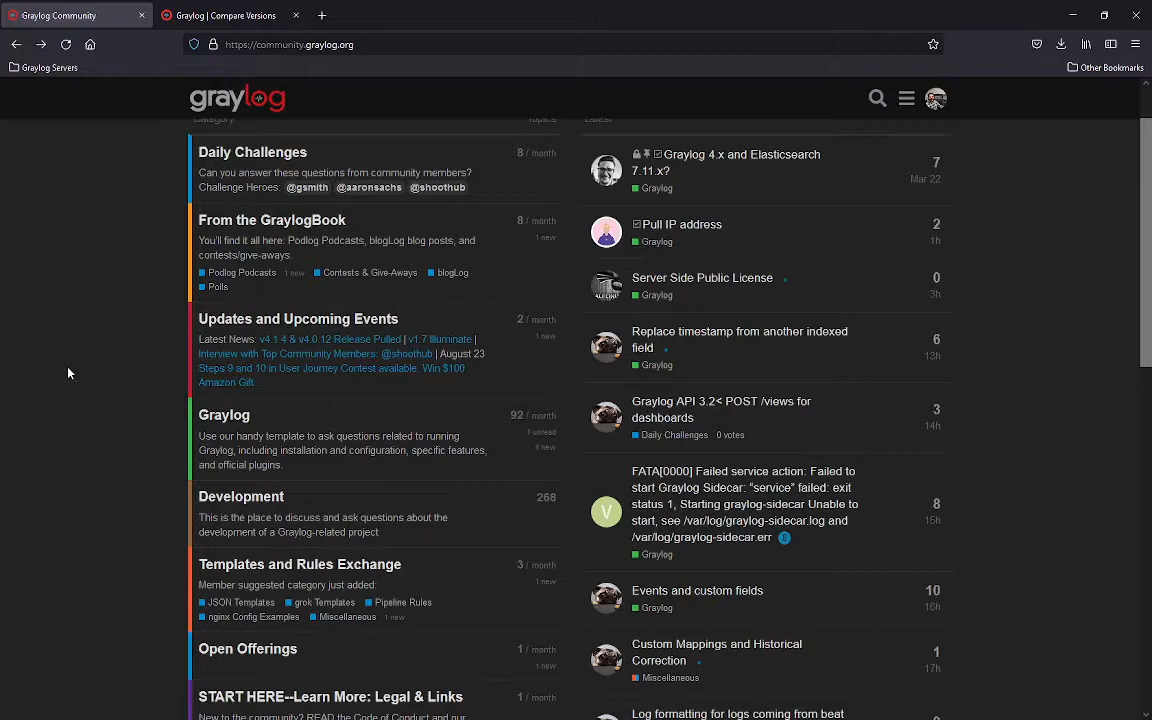 Graylog Community
Graylog | Compare Versions
https://community.graylog.org
Graylog Servers
Other Bookmarks
graylog
Category
Topics
Latest
Daily Challenges
8 / month
Can you answer these questions from community members?
Challenge Heroes: @gsmith @aaronsachs @shoothub
From the GraylogBook
8 / month
1 new
You'll find it all here: Podlog Podcasts, blogLog blog posts, and
contests/give-aways.
Podlog Podcasts 1 new Contests & Give-Aways blogLog
Polls
Updates and Upcoming Events
2 / month
1 new
Latest News: v4.1.4 & v4.0.12 Release Pulled | v1.7 Illuminate |
Interview with Top Community Members: @shoothub | August 23
Steps 9 and 10 in User Journey Contest available. Win $100
Amazon Gift.
Graylog
92 / month
1 unread
4 new
Use our handy template to ask questions related to running
Graylog, including installation and configuration, specific features,
and official plugins.
Development
268
This is the place to discuss and ask questions about the
development of a Graylog-related project
Templates and Rules Exchange
3 / month
1 new
Member suggested category just added:
JSON Templates grok Templates Pipeline Rules
nginx Config Examples Miscellaneous 1 new
Open Offerings
1 / month
1 new
START HERE--Learn More: Legal & Links
1 / month
New to the community? READ the Code of Conduct and our
Graylog 4.x and Elasticsearch
7.11.x?
Graylog
7
Mar 22
Pull IP address
Graylog
2
1h
Server Side Public License
Graylog
0
3h
Replace timestamp from another indexed
field
Graylog
6
13h
Graylog API 3.2< POST /views for
dashboards
Daily Challenges 0 votes
3
14h
V
FATA[0000] Failed service action: Failed to
start Graylog Sidecar: "service" failed: exit
status 1, Starting graylog-sidecar Unable to
start, see /var/log/graylog-sidecar.log and
/var/log/graylog-sidecar.err
Graylog
8
15h
Events and custom fields
Graylog
10
16h
Custom Mappings and Historical
Correction
Miscellaneous
1
17h
Log formatting for logs coming from beat